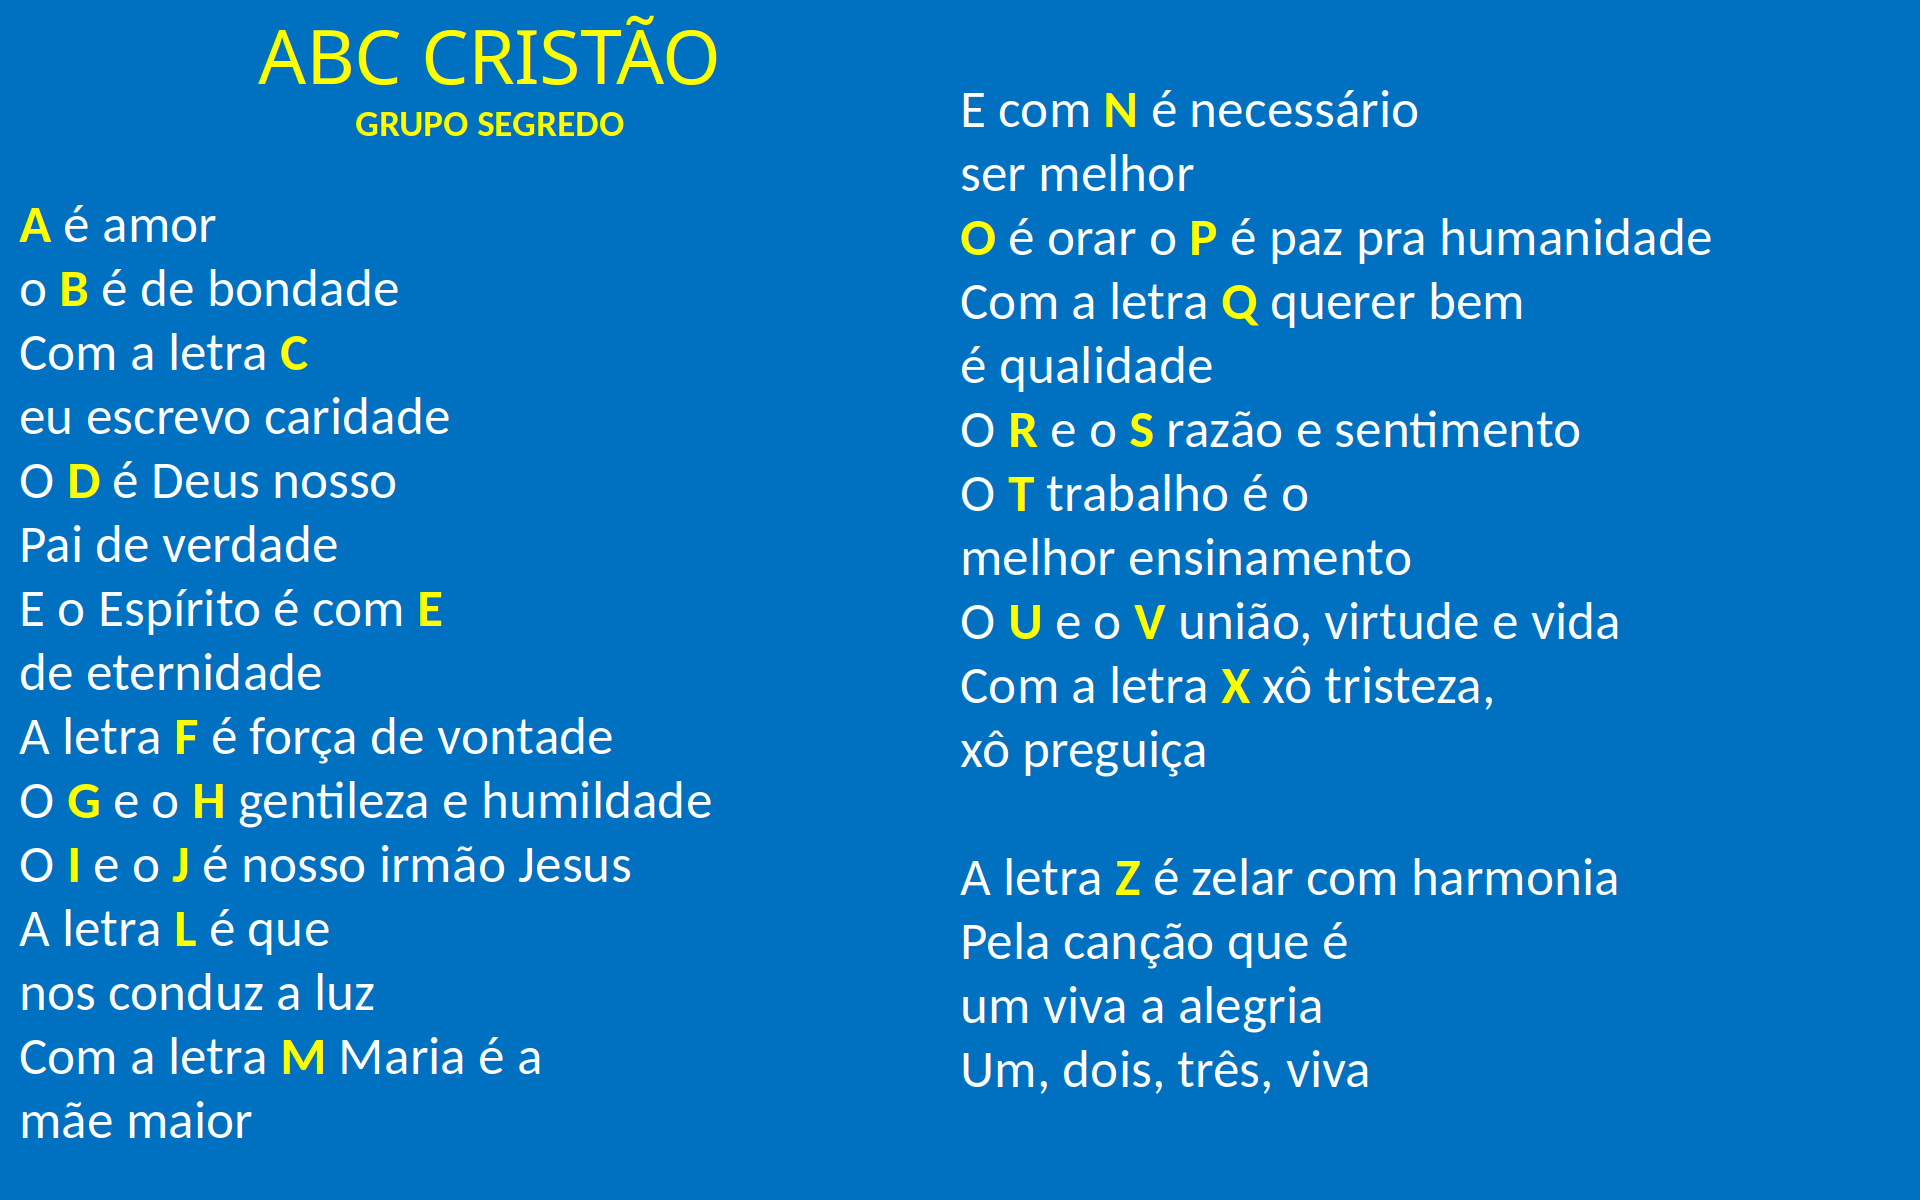 ABC CRISTÃO
GRUPO SEGREDO
A é amor
o B é de bondade
Com a letra C
eu escrevo caridade
O D é Deus nosso
Pai de verdade
E o Espírito é com E
de eternidade
A letra F é força de vontade
O G e o H gentileza e humildade
O I e o J é nosso irmão Jesus
A letra L é que
nos conduz a luz
Com a letra M Maria é a
mãe maior
E com N é necessário
ser melhor
O é orar o P é paz pra humanidade
Com a letra Q querer bem
é qualidade
O R e o S razão e sentimento
O T trabalho é o
melhor ensinamento
O U e o V união, virtude e vida
Com a letra X xô tristeza,
xô preguiça
A letra Z é zelar com harmonia
Pela canção que é
um viva a alegria
Um, dois, três, viva